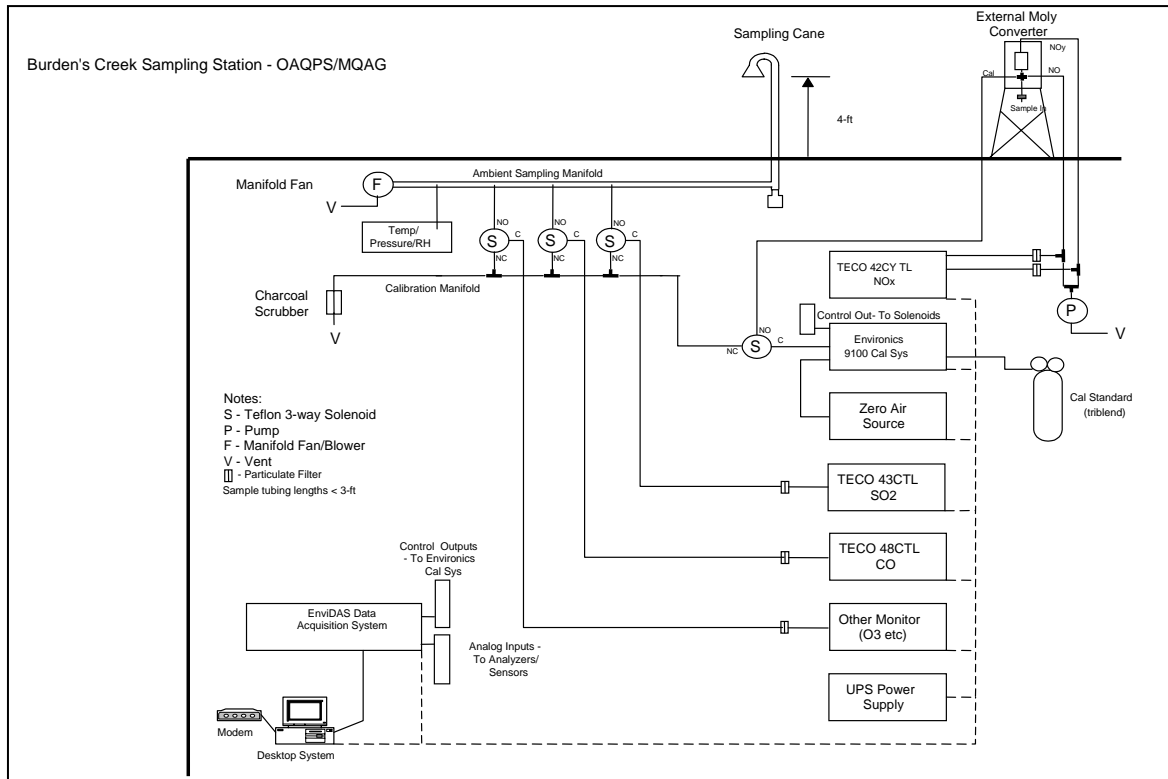 External Moly
Converter
Sampling Cane
NOy
Burden's Creek Sampling Station - OAQPS/MQAG
Cal
NO
Sample In
4-ft
Manifold Fan
F
Ambient Sampling Manifold
V
Temp/
Pressure/RH
NO
NO
NO
S
C
S
C
S
C
NC
NC
NC
Calibration Manifold
Charcoal
Scrubber
V
TECO 42CY TL
NOx
P
V
Control Out- To Solenoids
NO
NC
S
C
Environics
9100 Cal Sys
Cal Standard
(triblend)
Zero Air
Source
Notes:
S - Teflon 3-way Solenoid
P - Pump
F - Manifold Fan/Blower
V - Vent
- Particulate Filter
Sample tubing lengths < 3-ft
TECO 43CTL
SO2
TECO 48CTL
CO
Control Outputs
- To Environics
Cal Sys
EnviDAS Data
Acquisition System
Analog Inputs -
To Analyzers/
Sensors
Other Monitor
(O3 etc)
UPS Power
Supply
Modem
Desktop System